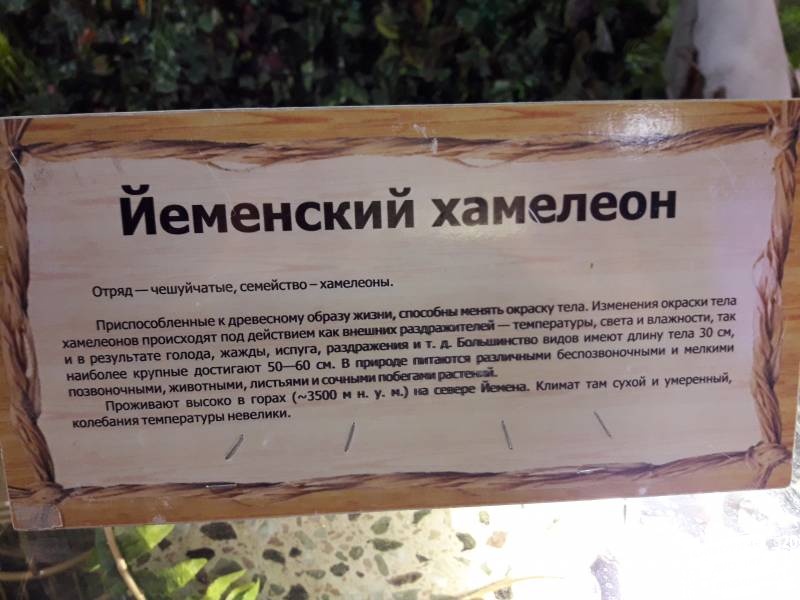 Йеменский хамелеон
Отряд — чешуйчатые, семейство – хамелеоны.
Приспособленные к древесному образу жизни, способны менять окраску тела. Изменения окраски тела
хамелеонов происходят под действием как внешних раздражителей — температуры, света и влажности, так
и в результате голода, жажды, испуга, раздражения и т. д. Большинство видов имеют длину тела 30 см,
наиболее крупные достигают 50—60 см. В природе питаются различными беспозвоночными и мелкими
позвоночными, животными, листьями и сочными побегами растений.
Проживают высоко в горах (~3500 м н. у. м.) на севере Йемена. Климат там сухой и умеренный,
колебания температуры невелики.